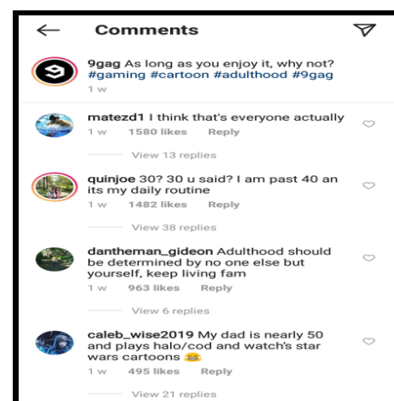 Comments
9gag As long as you enjoy it, why not?
#gaming #cartoon #adulthood #9gag
1 w
matezd1 I think that's everyone actually
1 w 1580 likes Reply
View 13 replies
quinjoe 30? 30 u said? I am past 40 an
its my daily routine
1 w 1482 likes Reply
View 38 replies
dantheman_gideon Adulthood should
be determined by no one else but
yourself, keep living fam
1 w 963 likes Reply
View 6 replies
caleb_wise2019 My dad is nearly 50
and plays halo/cod and watch's star
wars cartoons 😂
1 w 495 likes Reply
View 21 replies